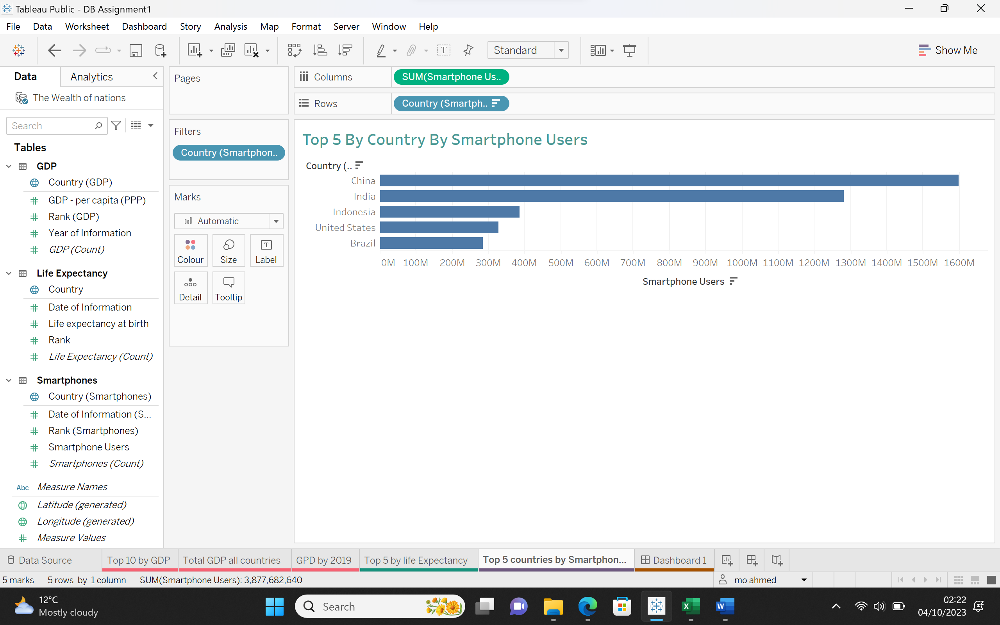 Tableau Public - DB Assignment1
File Data Worksheet Dashboard Story Analysis Map Format Server Window Help
Standard
Show Me
Data Analytics
The Wealth of nations
Search
Tables
GDP
Country (GDP)
GDP - per capita (PPP)
Rank (GDP)
Year of Information
GDP (Count)
Life Expectancy
Country
Date of Information
Life expectancy at birth
Rank
Life Expectancy (Count)
Smartphones
Country (Smartphones)
Date of Information (S...
Rank (Smartphones)
Smartphone Users
Smartphones (Count)
Abc Measure Names
Latitude (generated)
Longitude (generated)
Measure Values
Pages
Filters
Country (Smartphon..
Marks
Automatic
Colour Size Label
Detail Tooltip
Columns SUM(Smartphone Us..
Rows Country (Smartph..
Top 5 By Country By Smartphone Users
Country (..
China
India
Indonesia
United States
Brazil
0M 100M 200M 300M 400M 500M 600M 700M 800M 900M 1000M 1100M 1200M 1300M 1400M 1500M 1600M
Smartphone Users
Data Source Top 10 by GDP Total GDP all countries GPD by 2019 Top 5 by life Expectancy Top 5 countries by Smartphon... Dashboard 1
5 marks 5 rows by 1 column SUM(Smartphone Users): 3,877,682,640 mo ahmed
12°C
Mostly cloudy
Search
02:22
04/10/2023